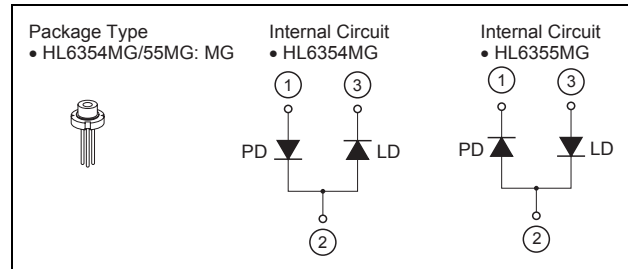 Package Type
• HL6354MG/55MG: MG
Internal Circuit
• HL6354MG
1 3
PD LD
2
Internal Circuit
• HL6355MG
1 3
PD LD
2